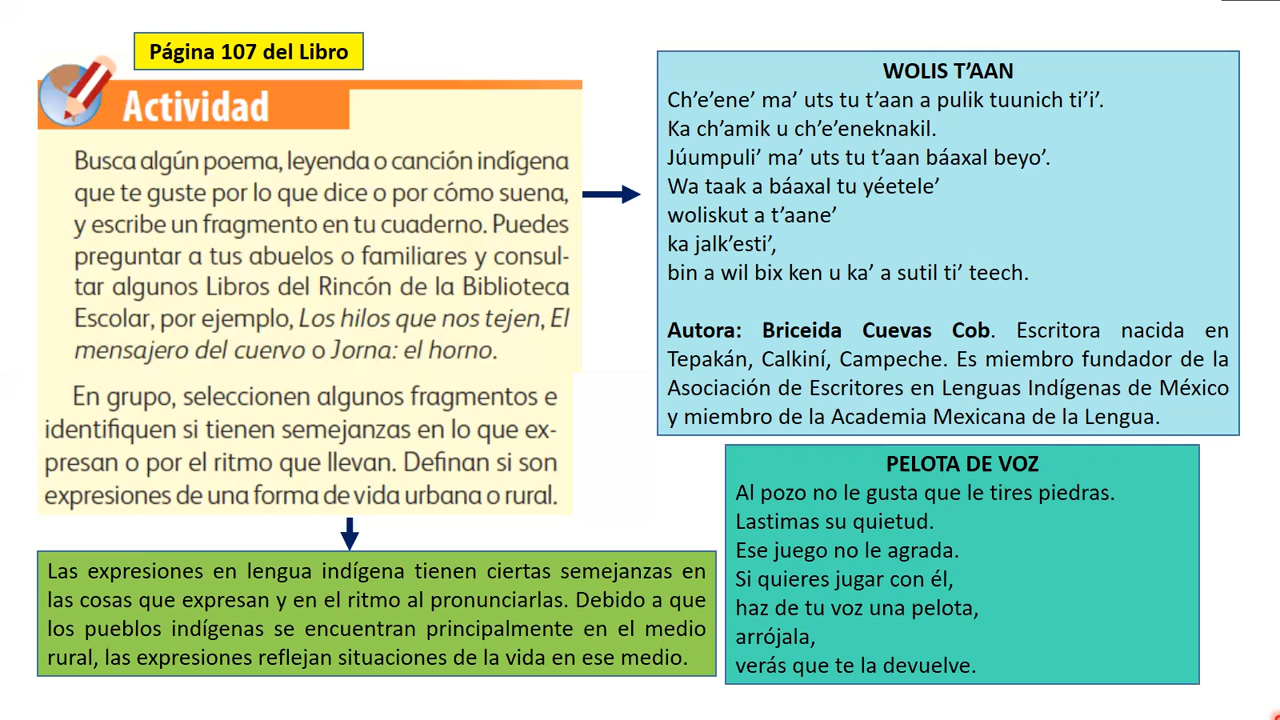 Página 107 del Libro
Actividad
Busca algún poema, leyenda o canción indígena
que te guste por lo que dice o por cómo suena,
y escribe un fragmento en tu cuaderno. Puedes
preguntar a tus abuelos o familiares y consul-
tar algunos Libros del Rincón de la Biblioteca
Escolar, por ejemplo, Los hilos que nos tejen, El
mensajero del cuervo o Jorna: el horno.
En grupo, seleccionen algunos fragmentos e
identifiquen si tienen semejanzas en lo que ex-
presan o por el ritmo que llevan. Definan si son
expresiones de una forma de vida urbana o rural.
Las expresiones en lengua indígena tienen ciertas semejanzas en
las cosas que expresan y en el ritmo al pronunciarlas. Debido a que
los pueblos indígenas se encuentran principalmente en el medio
rural, las expresiones reflejan situaciones de la vida en ese medio.
WOLIS T’AAN
Ch’e’ene’ ma’ uts tu t’aan a pulik tuunich ti’i’.
Ka ch’amik u ch’e’eneknakil.
Júumpuli’ ma’ uts tu t’aan báaxal beyo’.
Wa taak a báaxal tu yéetele’
woliskut a t’aane’
ka jalk’esti’,
bin a wil bix ken u ka’ a sutil ti’ teech.
Autora: Briceida Cuevas Cob. Escritora nacida en
Tepakán, Calkiní, Campeche. Es miembro fundador de la
Asociación de Escritores en Lenguas Indígenas de México
y miembro de la Academia Mexicana de la Lengua.
PELOTA DE VOZ
Al pozo no le gusta que le tires piedras.
Lastimas su quietud.
Ese juego no le agrada.
Si quieres jugar con él,
haz de tu voz una pelota,
arrójala,
verás que te la devuelve.